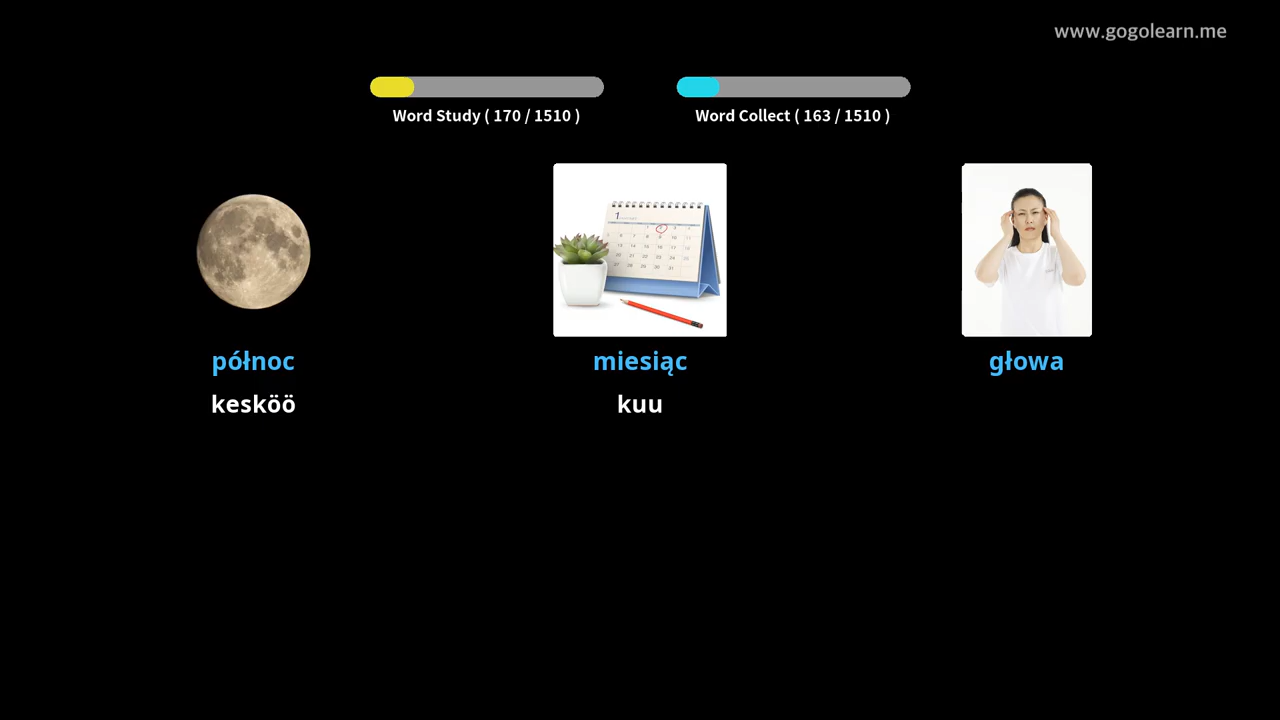 www.gogolearn.me
Word Study ( 170 / 1510 )
Word Collect ( 163 / 1510 )
północ
miesiąc
głowa
kesköö
kuu